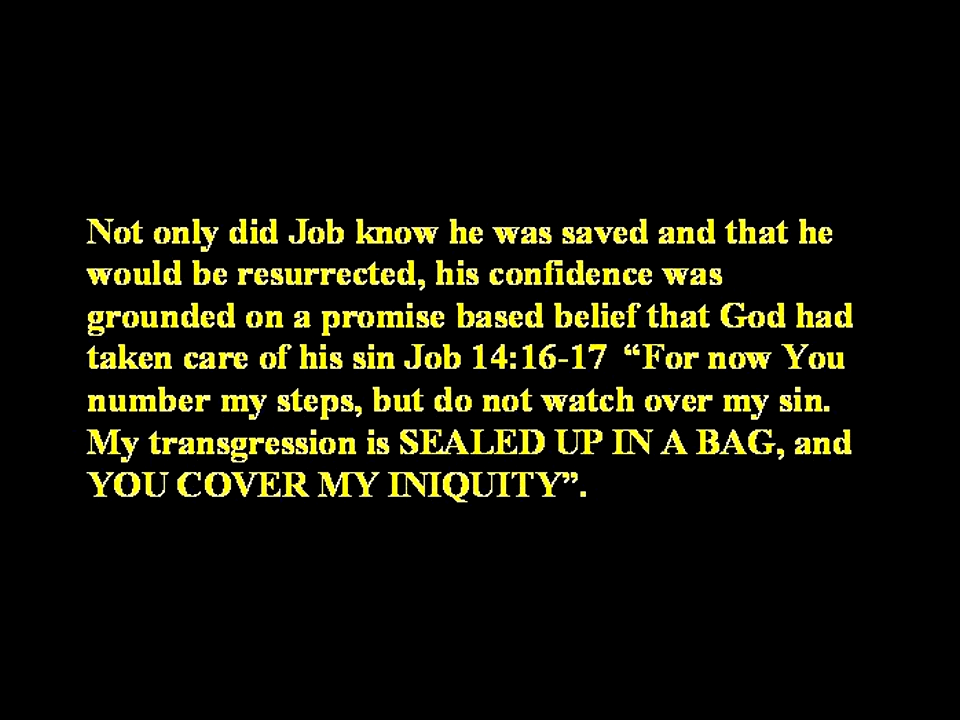 Not only did Job know he was saved and that he
would be resurrected, his confidence was
grounded on a promise based belief that God had
taken care of his sin Job 14:16-17  “For now You
number my steps, but do not watch over my sin.
My transgression is SEALED UP IN A BAG, and
YOU COVER MY INIQUITY”.